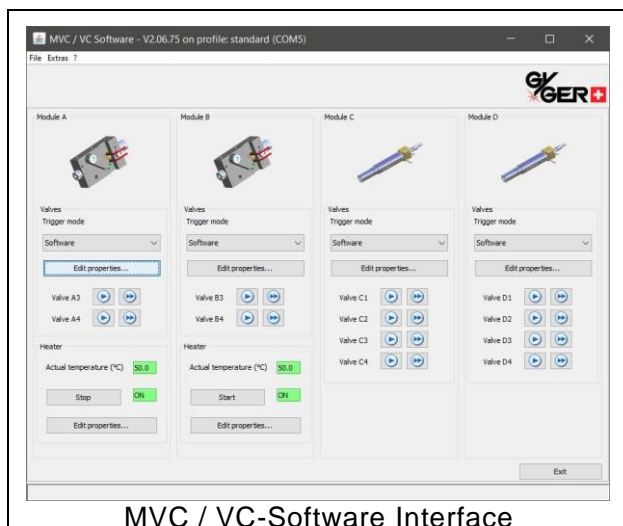 MVC / VC Software - V2.06.75 on profile: standard (COM5)
File Extras ?
GYGER
Module A
Module B
Module C
Module D
Valves
Trigger mode
Software
Edit properties...
Valve A3
Valve A4
Heater
Actual temperature (°C) 50.0
Stop ON
Edit properties...
Valves
Trigger mode
Software
Edit properties...
Valve B3
Valve B4
Heater
Actual temperature (°C) 50.0
Start ON
Edit properties...
Valves
Trigger mode
Software
Edit properties...
Valve C1
Valve C2
Valve C3
Valve C4
Valves
Trigger mode
Software
Edit properties...
Valve D1
Valve D2
Valve D3
Valve D4
Exit
MVC / VC-Software Interface